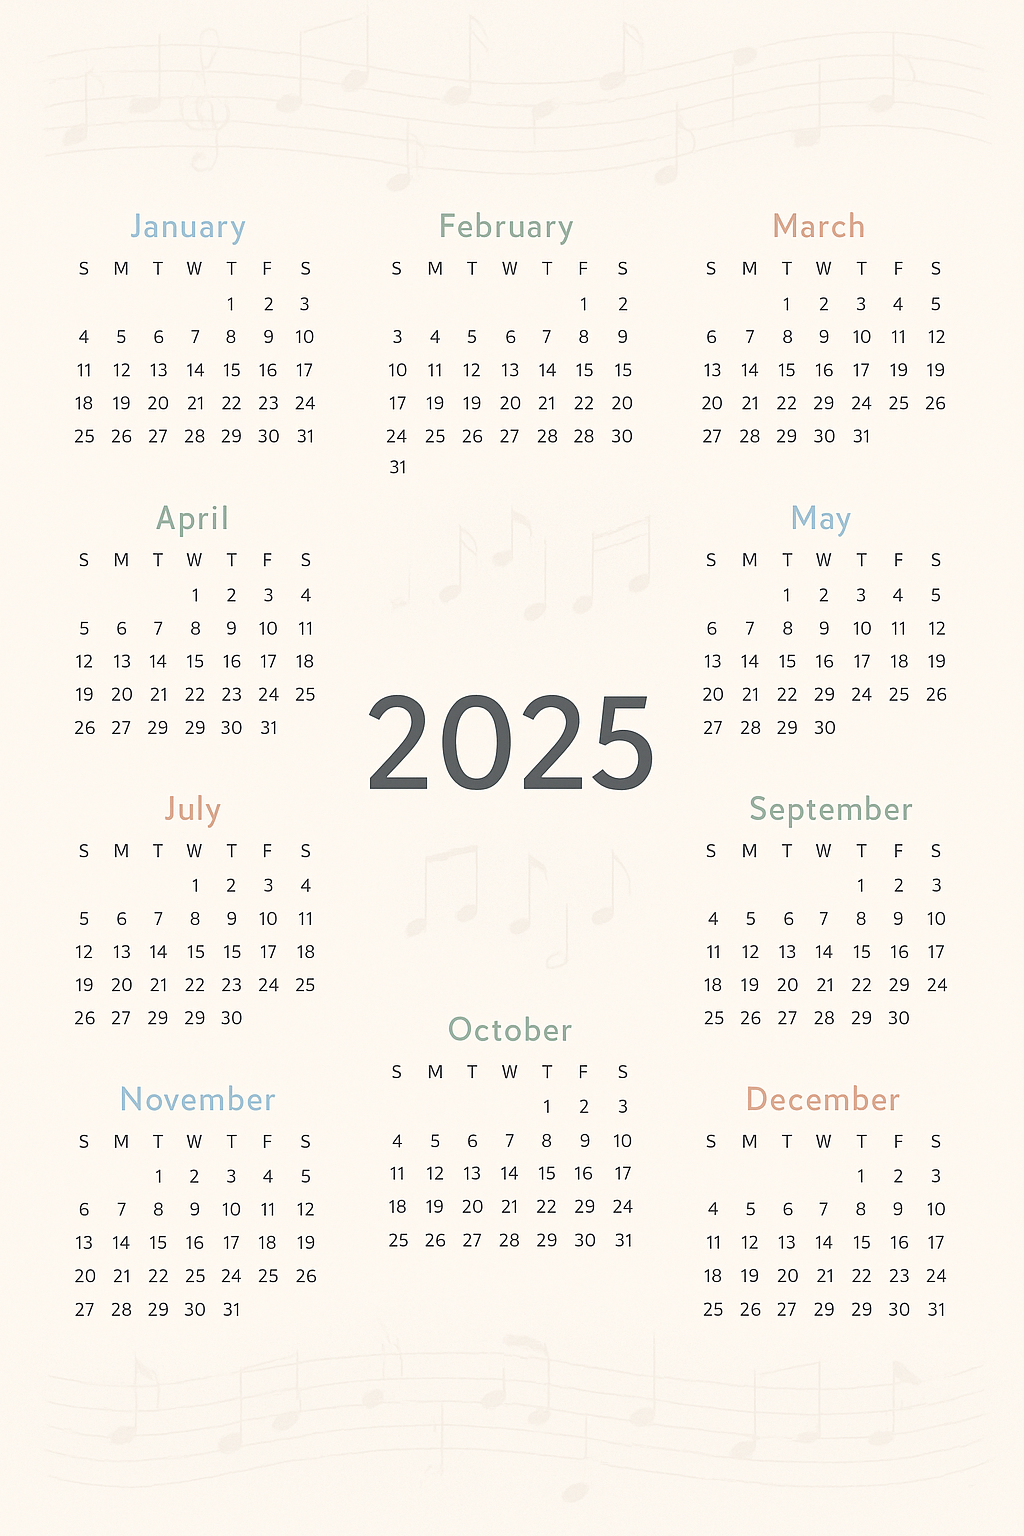 January
S M T W T F S
1 2 3
4 5 6 7 8 9 10
11 12 13 14 15 16 17
18 19 20 21 22 23 24
25 26 27 28 29 30 31
February
S M T W T F S
1 2
3 4 5 6 7 8 9
10 11 12 13 14 15 15
17 19 19 20 21 22 20
24 25 26 27 28 28 30
31
March
S M T W T F S
1 2 3 4 5
6 7 8 9 10 11 12
13 14 15 16 17 19 19
20 21 22 29 24 25 26
27 28 29 30 31
April
S M T W T F S
1 2 3 4
5 6 7 8 9 10 11
12 13 14 15 16 17 18
19 20 21 22 23 24 25
26 27 29 29 30 31
May
S M T W T F S
1 2 3 4 5
6 7 8 9 10 11 12
13 14 15 16 17 18 19
20 21 22 29 24 25 26
27 28 29 30
2025
July
S M T W T F S
1 2 3 4
5 6 7 8 9 10 11
12 13 14 15 15 17 18
19 20 21 22 23 24 25
26 27 29 29 30
September
S M T W T F S
1 2 3
4 5 6 7 8 9 10
11 12 13 14 15 16 17
18 19 20 21 22 29 24
25 26 27 28 29 30
October
S M T W T F S
1 2 3
4 5 6 7 8 9 10
11 12 13 14 15 16 17
18 19 20 21 22 29 24
25 26 27 28 29 30 31
November
S M T W T F S
1 2 3 4 5
6 7 8 9 10 11 12
13 14 15 16 17 18 19
20 21 22 25 24 25 26
27 28 29 30 31
December
S M T W T F S
1 2 3
4 5 6 7 8 9 10
11 12 13 14 15 16 17
18 19 20 21 22 23 24
25 26 27 29 29 30 31